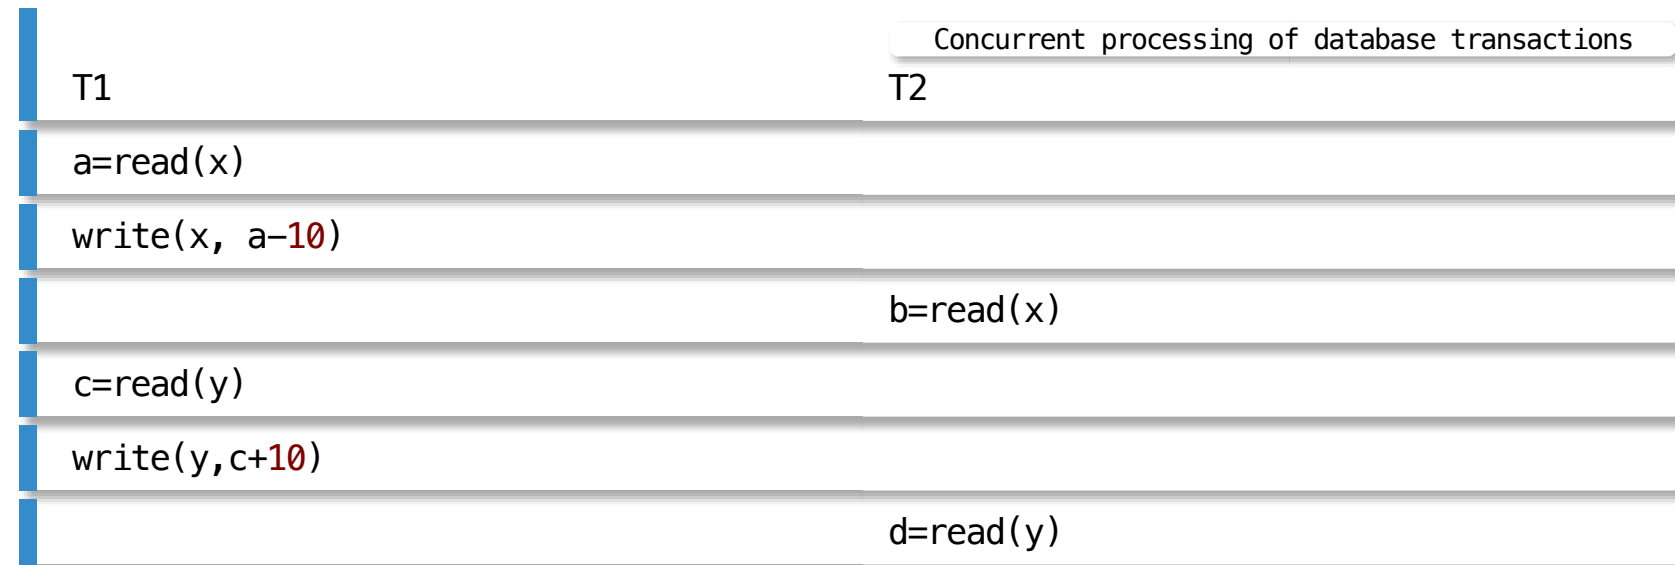 Concurrent processing of database transactions
T1 T2
a=read(x)
write(x, a-10)
b=read(x)
c=read(y)
write(y,c+10)
d=read(y)